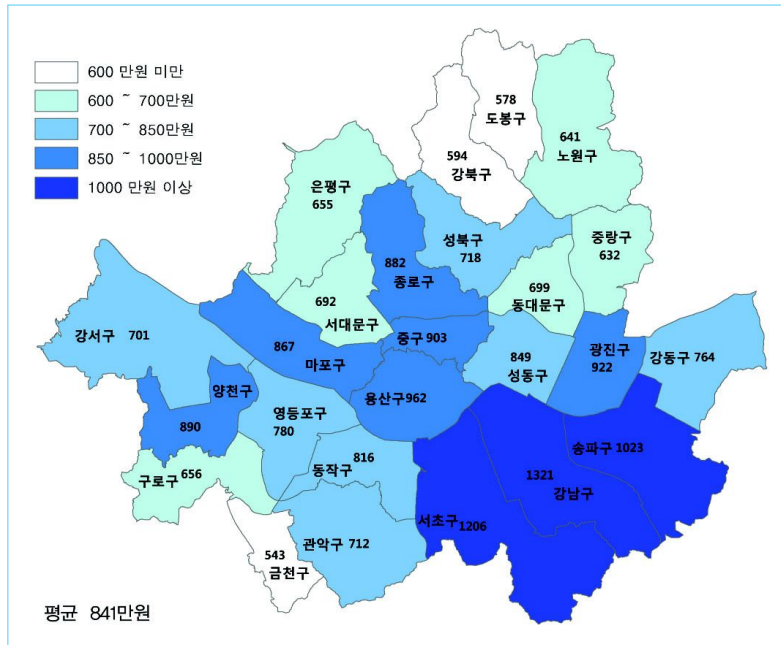 600 만원 미만
600 ~ 700만원
700 ~ 850만원
850 ~ 1000만원
1000 만원 이상
578
도봉구
594
강북구
641
노원구
은평구
655
882
종로구
성북구
718
중랑구
632
692
서대문구
699
동대문구
강서구 701
867
마포구
중구 903
849
성동구
광진구
922
강동구 764
양천구
890
영등포구
780
용산구962
구로구 656
816
동작구
송파구 1023
1321
강남구
서초구1206
관악구 712
543
금천구
평균 841만원